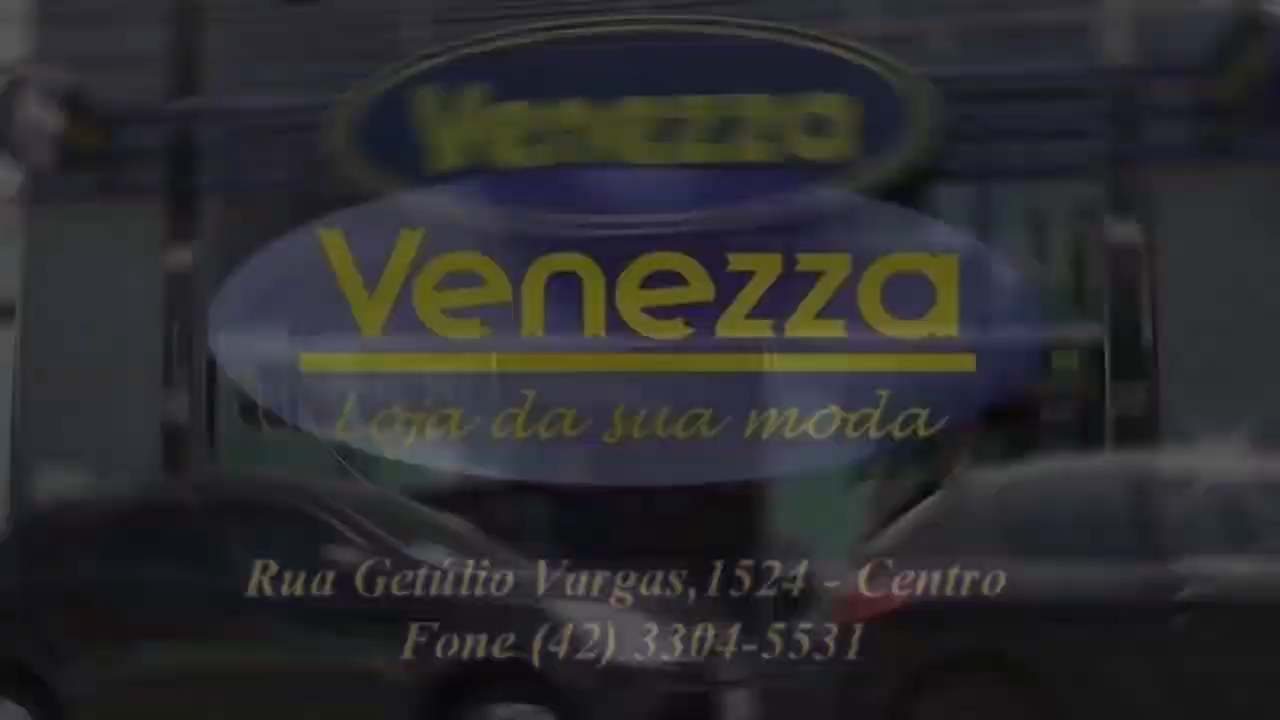 Venezza
Venezza
Loja da sua moda
Rua Getúlio Vargas,1524 - Centro
Fone (42) 3304-5531